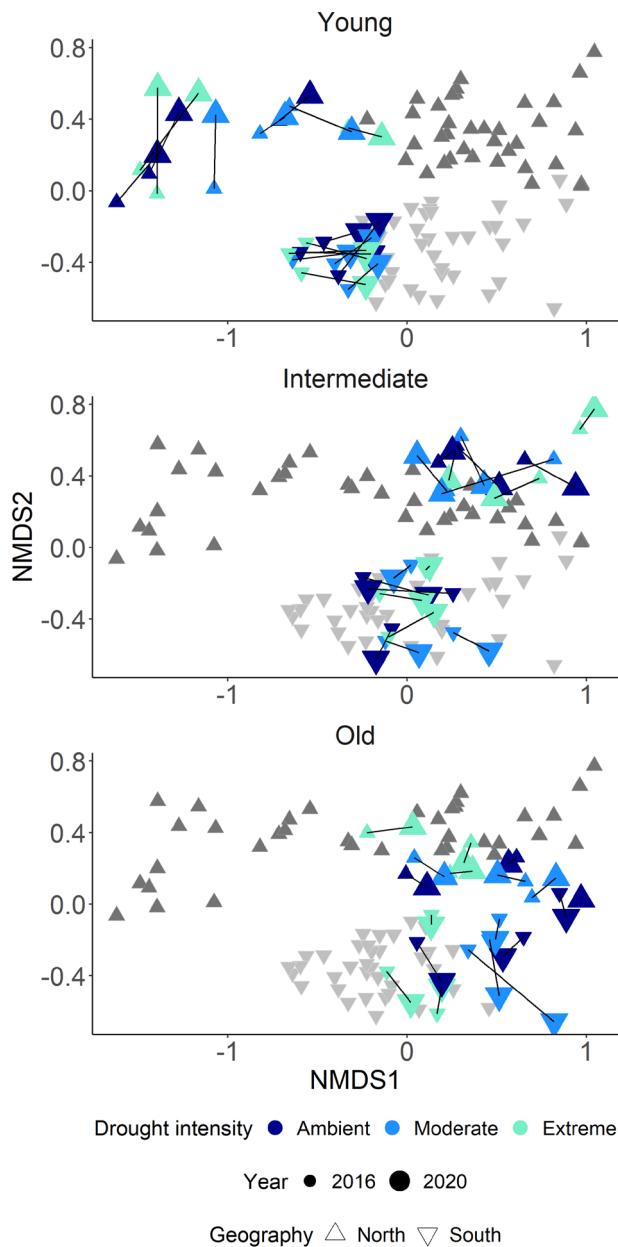 Young
0.8
0.4
0.0
-0.4
-1
0
1
Intermediate
0.8
0.4
0.0
-0.4
-1
0
1
NMDS2
Old
0.8
0.4
0.0
-0.4
-1
0
1
NMDS1
Drought intensity Ambient Moderate Extreme
Year 2016 2020
Geography North South